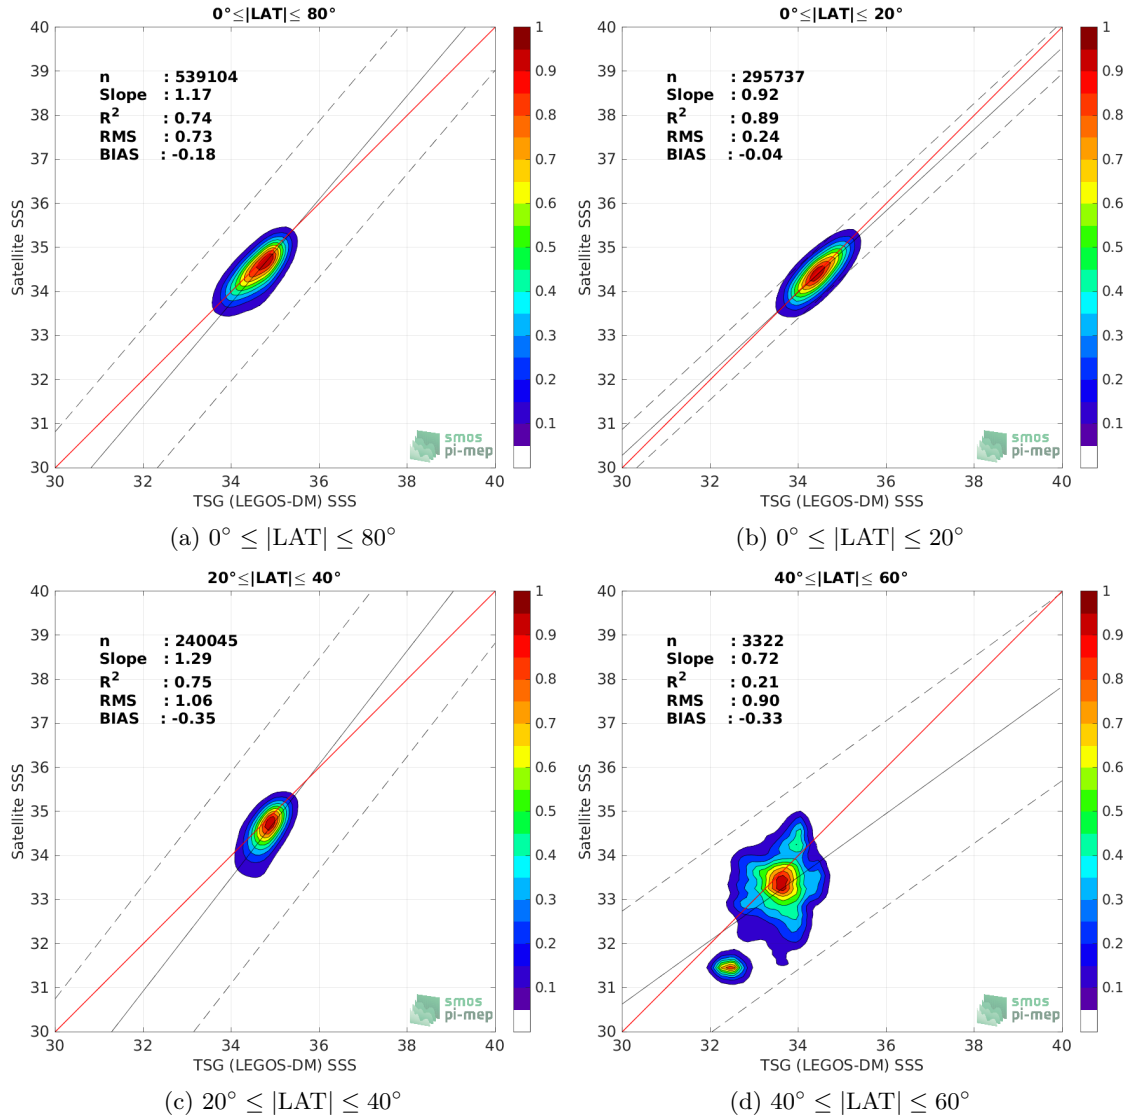 0°≤|LAT|≤ 80°
40
39
38
37
36
35
34
33
32
31
30
Satellite SSS
n : 539104
Slope : 1.17
R² : 0.74
RMS : 0.73
BIAS : -0.18
smos
pi-mep
30 32 34 36 38 40
TSG (LEGOS-DM) SSS
1
0.9
0.8
0.7
0.6
0.5
0.4
0.3
0.2
0.1
(a) 0° ≤ |LAT| ≤ 80°
0°≤|LAT|≤ 20°
40
39
38
37
36
35
34
33
32
31
30
Satellite SSS
n : 295737
Slope : 0.92
R² : 0.89
RMS : 0.24
BIAS : -0.04
smos
pi-mep
30 32 34 36 38 40
TSG (LEGOS-DM) SSS
1
0.9
0.8
0.7
0.6
0.5
0.4
0.3
0.2
0.1
(b) 0° ≤ |LAT| ≤ 20°
20°≤|LAT|≤ 40°
40
39
38
37
36
35
34
33
32
31
30
Satellite SSS
n : 240045
Slope : 1.29
R² : 0.75
RMS : 1.06
BIAS : -0.35
smos
pi-mep
30 32 34 36 38 40
TSG (LEGOS-DM) SSS
1
0.9
0.8
0.7
0.6
0.5
0.4
0.3
0.2
0.1
(c) 20° ≤ |LAT| ≤ 40°
40°≤|LAT|≤ 60°
40
39
38
37
36
35
34
33
32
31
30
Satellite SSS
n : 3322
Slope : 0.72
R² : 0.21
RMS : 0.90
BIAS : -0.33
smos
pi-mep
30 32 34 36 38 40
TSG (LEGOS-DM) SSS
1
0.9
0.8
0.7
0.6
0.5
0.4
0.3
0.2
0.1
(d) 40° ≤ |LAT| ≤ 60°